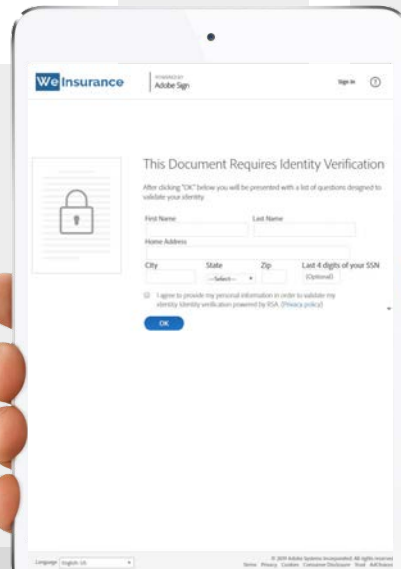 WeInsurance
POWERED BY
Adobe Sign
Sign In
?
This Document Requires Identity Verification
After clicking "OK" below you will be presented with a list of questions designed to
validate your identity
First Name Last Name
Home Address
City State Zip Last 4 digits of your SSN
--Select-- (Optional)
I agree to provide my personal information in order to validate my
identity Identity verification powered by RSA. (Privacy policy)
OK
Language English: US
© 2019 Adobe Systems Incorporated. All rights reserved
Terms Privacy Cookies Consumer Disclosure Trust AdChoices